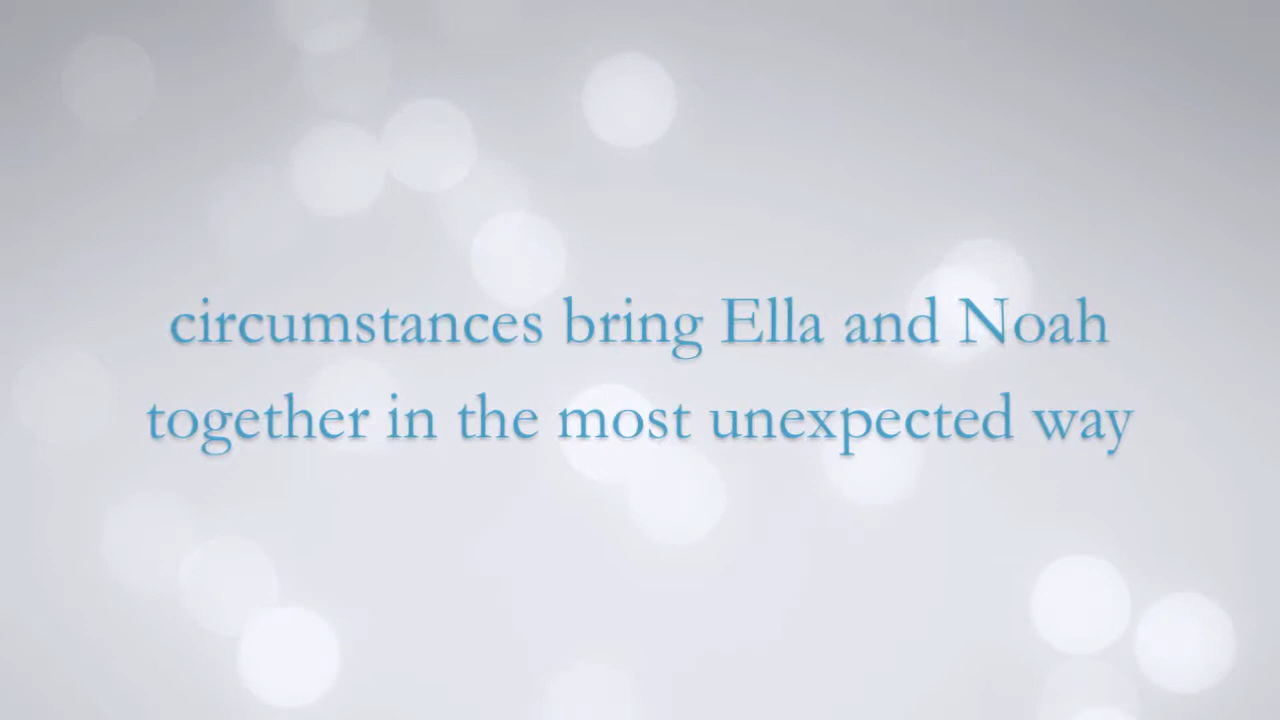 circumstances bring Ella and Noah
together in the most unexpected way